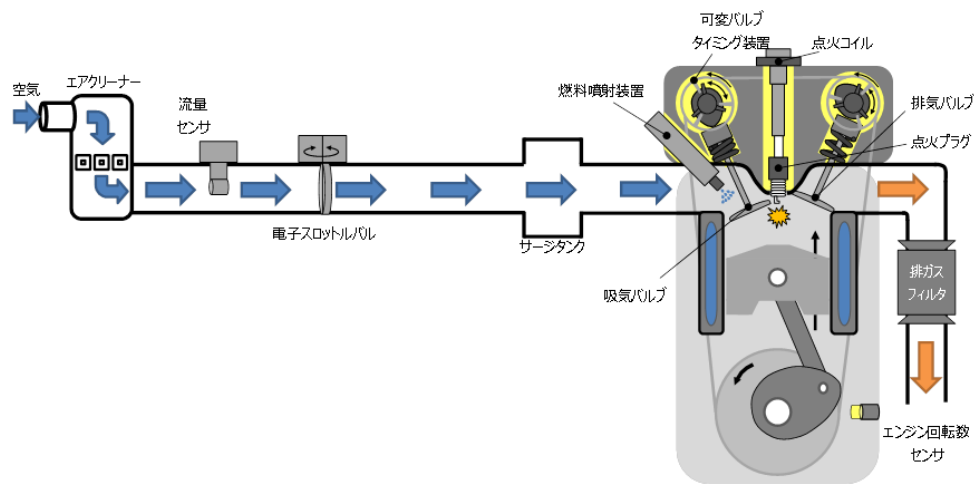 可変バルブ
タイミング装置
点火コイル
エアクリーナー
空気
流量
センサ
燃料噴射装置
排気バルブ
点火プラグ
電子スロットルバル
サージタンク
吸気バルブ
排ガス
フィルタ
エンジン回転数
センサ